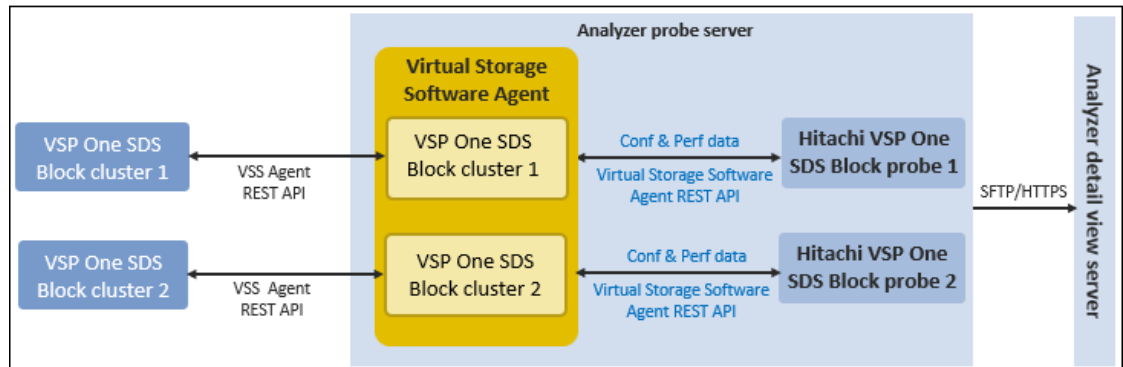 Analyzer probe server
Virtual Storage
Software Agent
VSP One SDS
Block cluster 1
VSS Agent
REST API
VSP One SDS
Block cluster 1
Conf & Perf data
Virtual Storage Software
Agent REST API
Hitachi VSP One
SDS Block probe 1
VSP One SDS
Block cluster 2
VSS Agent
REST API
VSP One SDS
Block cluster 2
Conf & Perf data
Virtual Storage Software
Agent REST API
Hitachi VSP One
SDS Block probe 2
SFTP/HTTPS
Analyzer detail view server